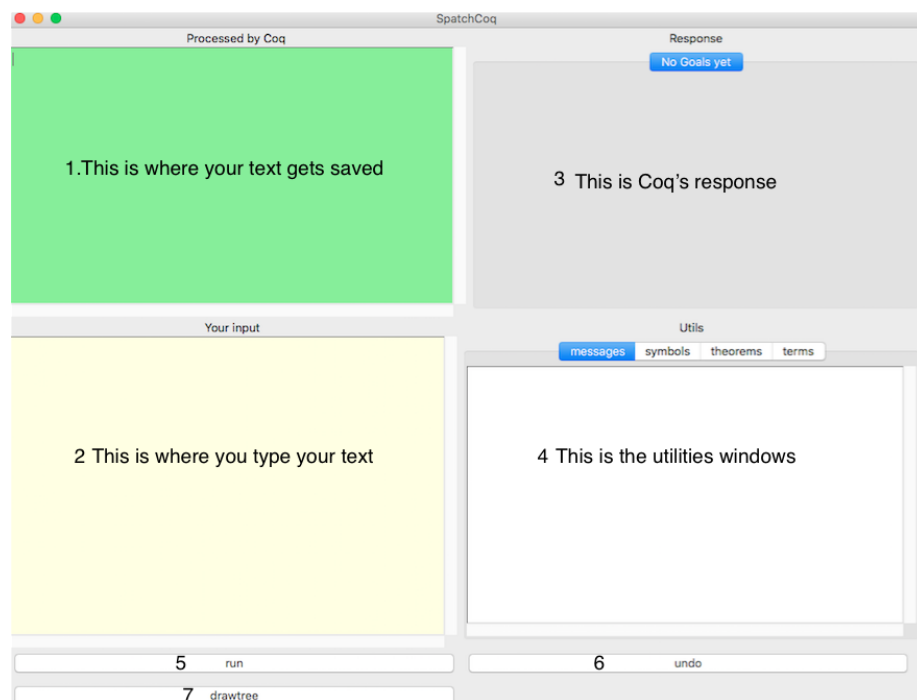 SpatchCoq
Processed by Coq
Response
No Goals yet
1.This is where your text gets saved
3 This is Coq's response
Your input
Utils
messages symbols theorems terms
2 This is where you type your text
4 This is the utilities windows
5 run
6 undo
7 drawtree